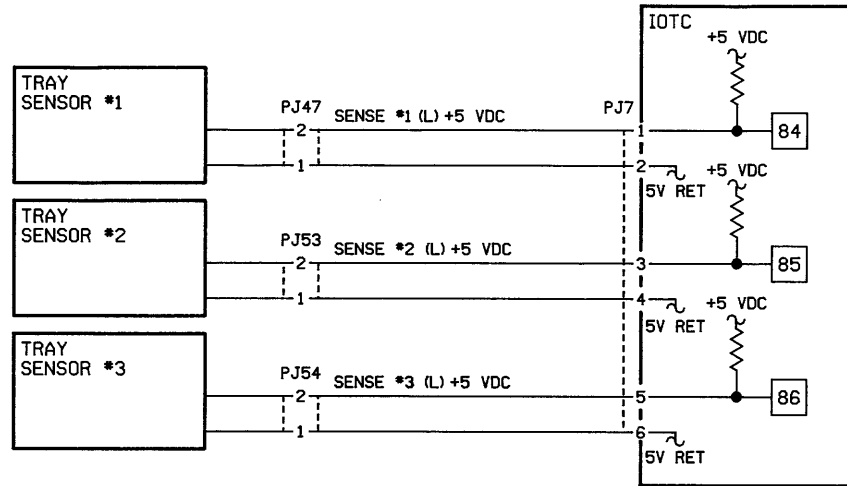 IOTC
+5 VDC
TRAY
SENSOR #1
PJ47
SENSE #1 (L) +5 VDC
PJ7
2
1
84
1
2
5V RET
+5 VDC
TRAY
SENSOR #2
PJ53
SENSE #2 (L) +5 VDC
2
3
85
1
4
5V RET
+5 VDC
TRAY
SENSOR #3
PJ54
SENSE #3 (L) +5 VDC
2
5
86
1
6
5V RET